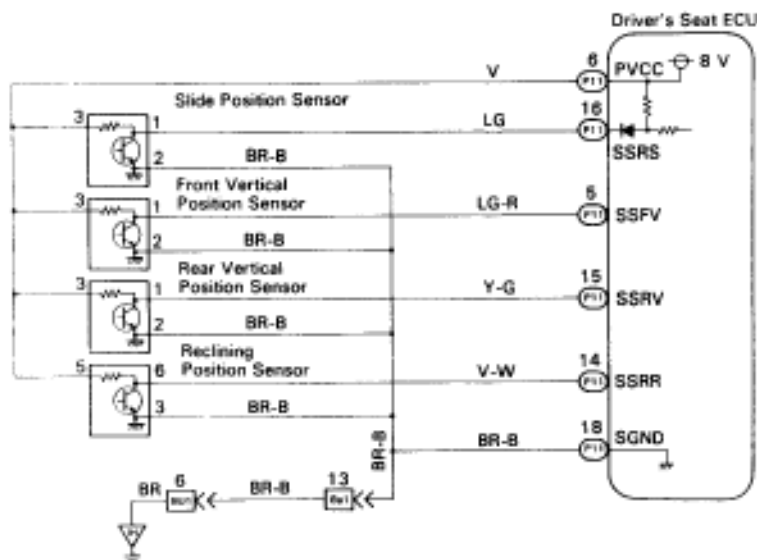 Driver's Seat ECU
V
6
P11
PVCC
8 V
Slide Position Sensor
3
1
LG
16
P11
SSRS
2
BR-B
Front Vertical
Position Sensor
3
1
LG-R
P11
SSFV
2
BR-B
Rear Vertical
Position Sensor
3
1
Y-G
15
P11
SSRV
2
BR-B
Reclining
Position Sensor
5
6
V-W
14
P11
SSRR
3
BR-B
BR-B
BR-B
18
P11
SGND
BR
6
BR-B
13